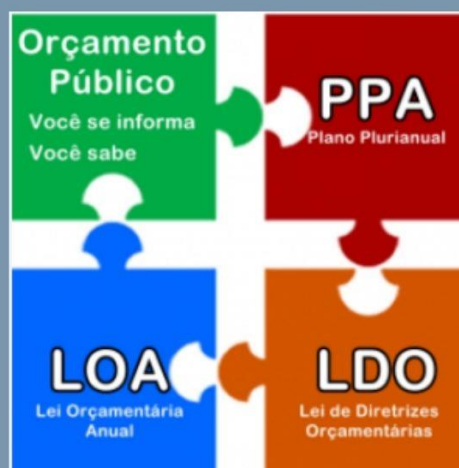 Orçamento
Público
Você se informa
Você sabe
PPA
Plano Plurianual
LOA
Lei Orçamentária
Anual
LDO
Lei de Diretrizes
Orçamentárias